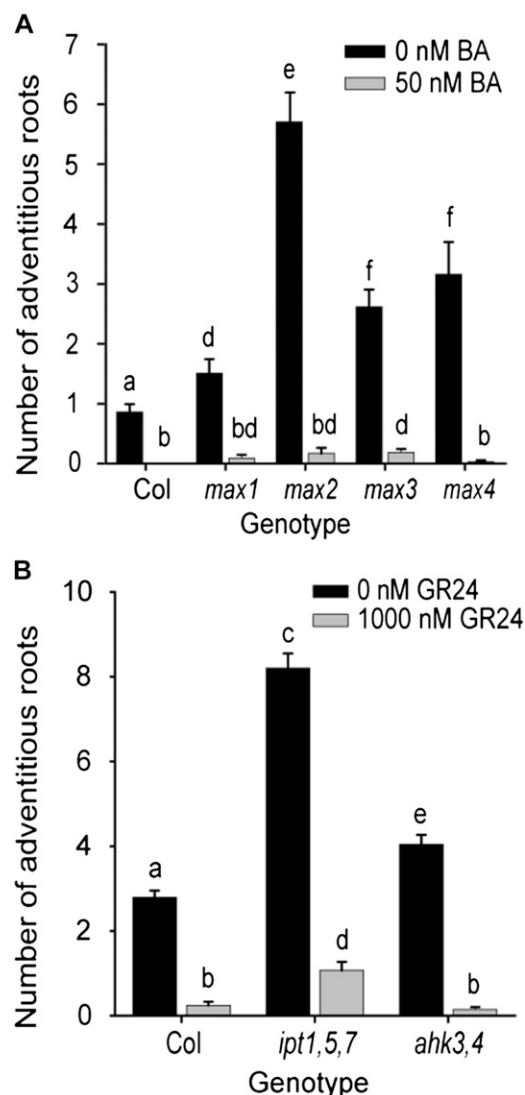 A
7
6
5
4
3
2
1
0
Number of adventitious roots
0 nM BA
50 nM BA
a
b
d
bd
e
bd
f
d
f
b
Col max1 max2 max3 max4
Genotype
B
10
8
6
4
2
0
Number of adventitious roots
0 nM GR24
1000 nM GR24
a
b
c
d
e
b
Col ipt1,5,7 ahk3,4
Genotype